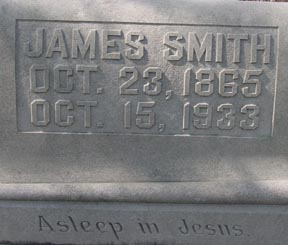 JAMES SMITH
OCT. 23, 1865
OCT. 15, 1933
Asleep in Jesus.